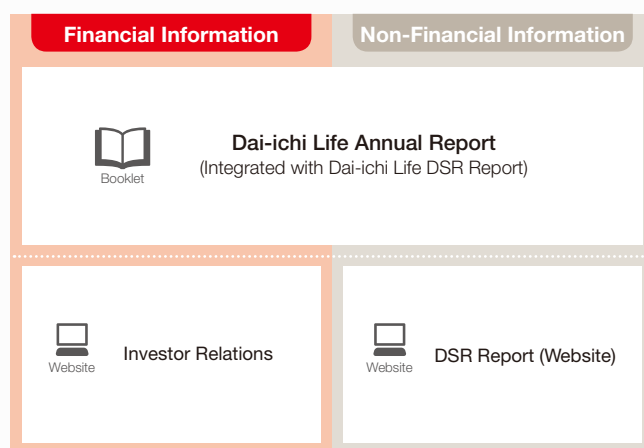 Financial Information
Non-Financial Information
Dai-ichi Life Annual Report
(Integrated with Dai-ichi Life DSR Report)
Booklet
Website
Investor Relations
Website
DSR Report (Website)